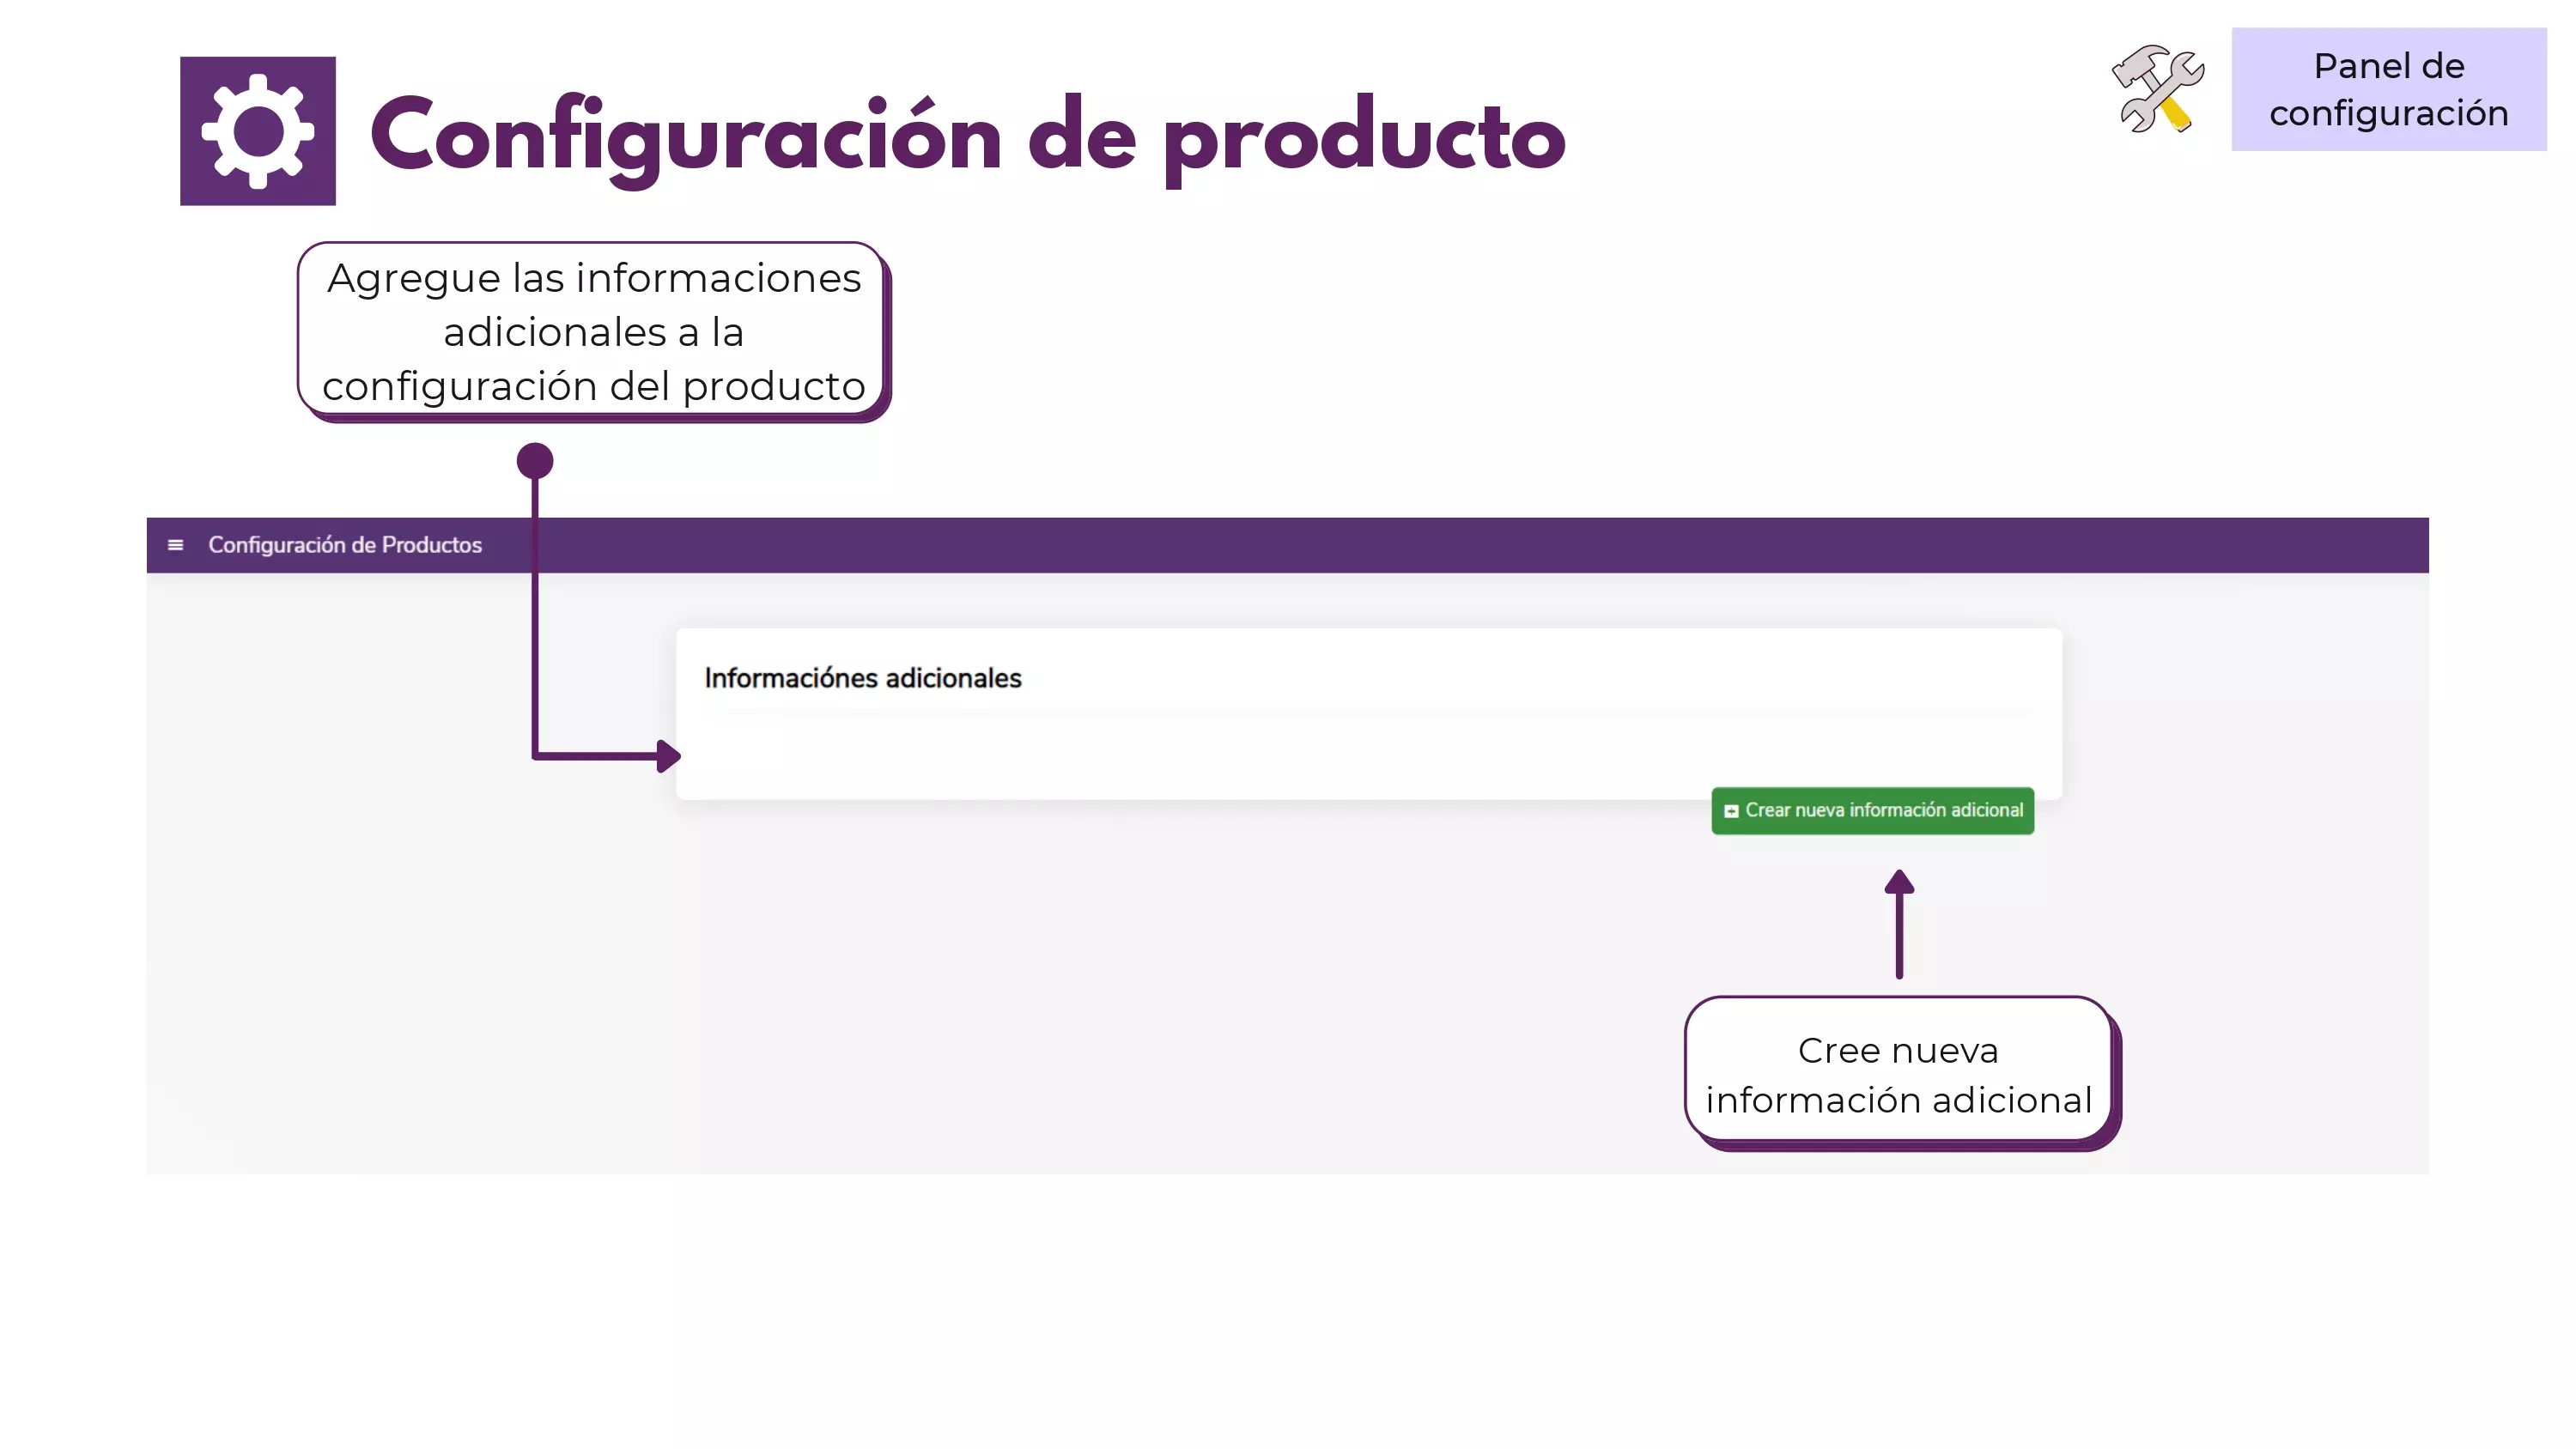 Configuración de producto
Panel de
configuración
Agregue las informaciones
adicionales a la
configuración del producto
Configuración de Productos
Informaciónes adicionales
Crear nueva información adicional
Cree nueva
información adicional